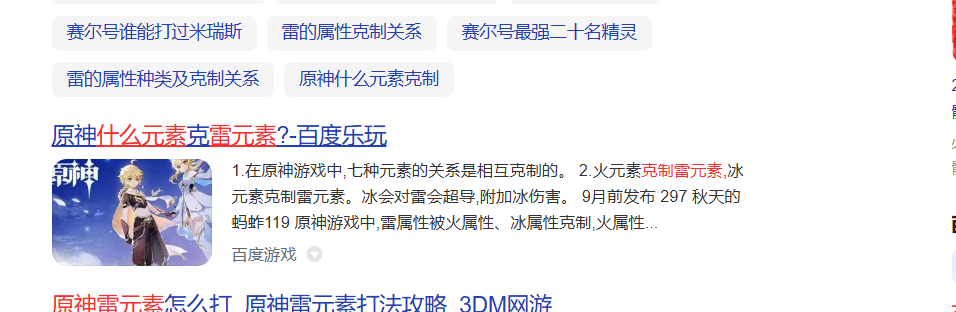 赛尔号谁能打过米瑞斯 雷的属性克制关系 赛尔号最强二十名精灵
雷的属性种类及克制关系 原神什么元素克制
原神什么元素克雷元素?-百度乐玩
原神
1.在原神游戏中,七种元素的关系是相互克制的。 2.火元素克制雷元素,冰
元素克制雷元素。冰会对雷会超导,附加冰伤害。 9月前发布 297 秋天的
蚂蚱119 原神游戏中,雷属性被火属性、冰属性克制,火属性...
百度游戏
原神雷元素怎么打_原神雷元素打法攻略_3DM网游